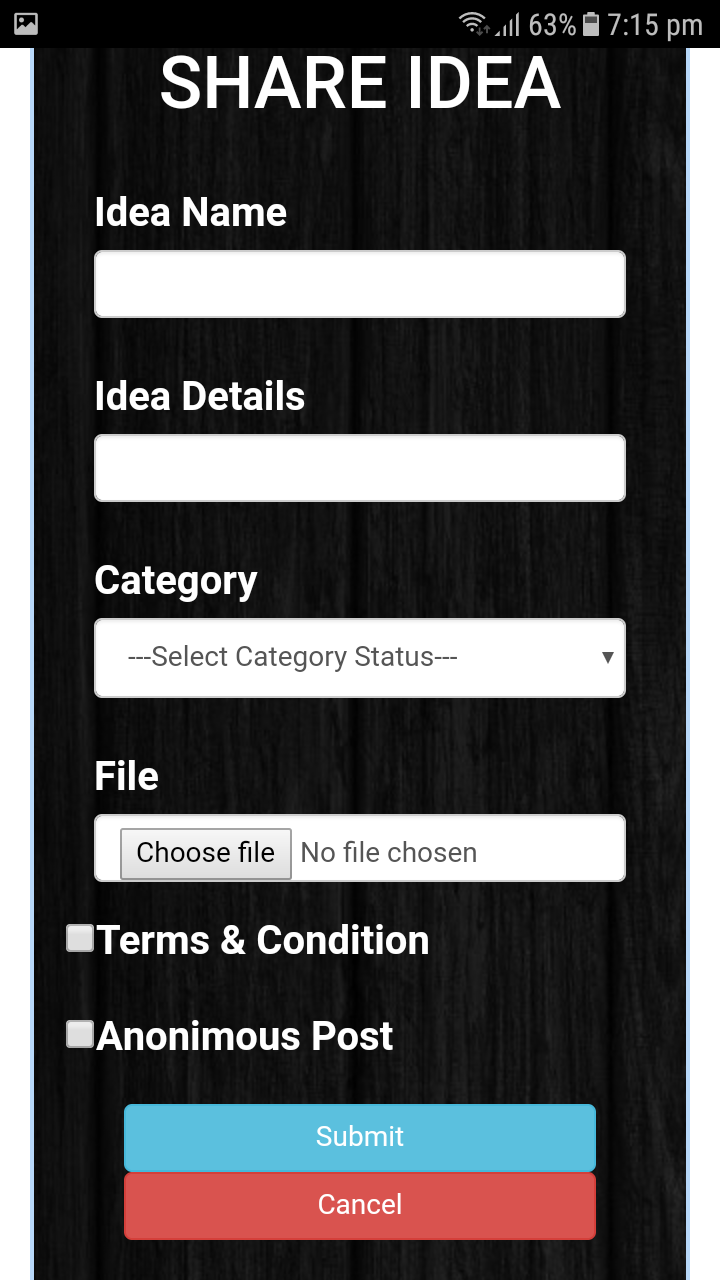 63% 7:15 pm
SHARE IDEA
Idea Name
Idea Details
Category
---Select Category Status---
File
Choose file No file chosen
Terms & Condition
Anonimous Post
Submit
Cancel